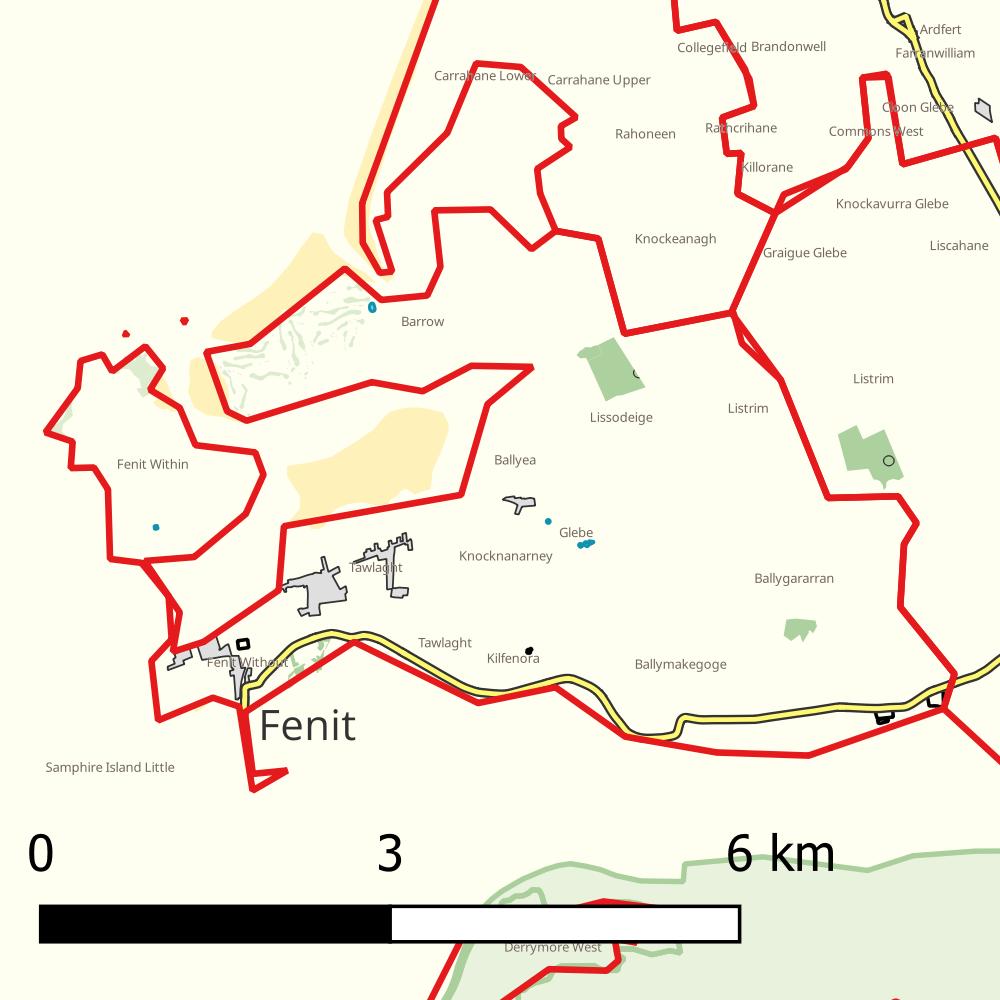 Ardfert
Collegefield
Brandonwell
Farranwilliam
Carrahane Lower
Carrahane Upper
Cloon Glebe
Rahoneen
Rathcrihane
Commons West
Killorane
Knockavurra Glebe
Knockeanagh
Liscahane
Graigue Glebe
Barrow
Listrim
Listrim
Lissodeige
Fenit Within
Ballyea
Glebe
Knocknanarney
Tawlaght
Ballygararran
Tawlaght
Kilfenora
Fenit Without
Ballymakegoge
Fenit
Samphire Island Little
0 3 6 km
Derrymore West